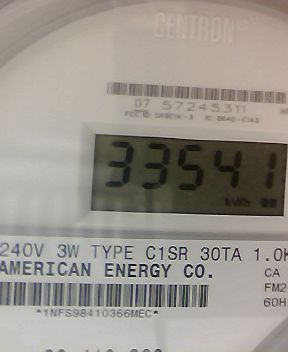 CENTRON
07 57245311
33541
kWh
240V 3W TYPE C1SR 30TA 1.0K
AMERICAN ENERGY CO.
CA
FM2
60H
*1NFS98410366MEC*